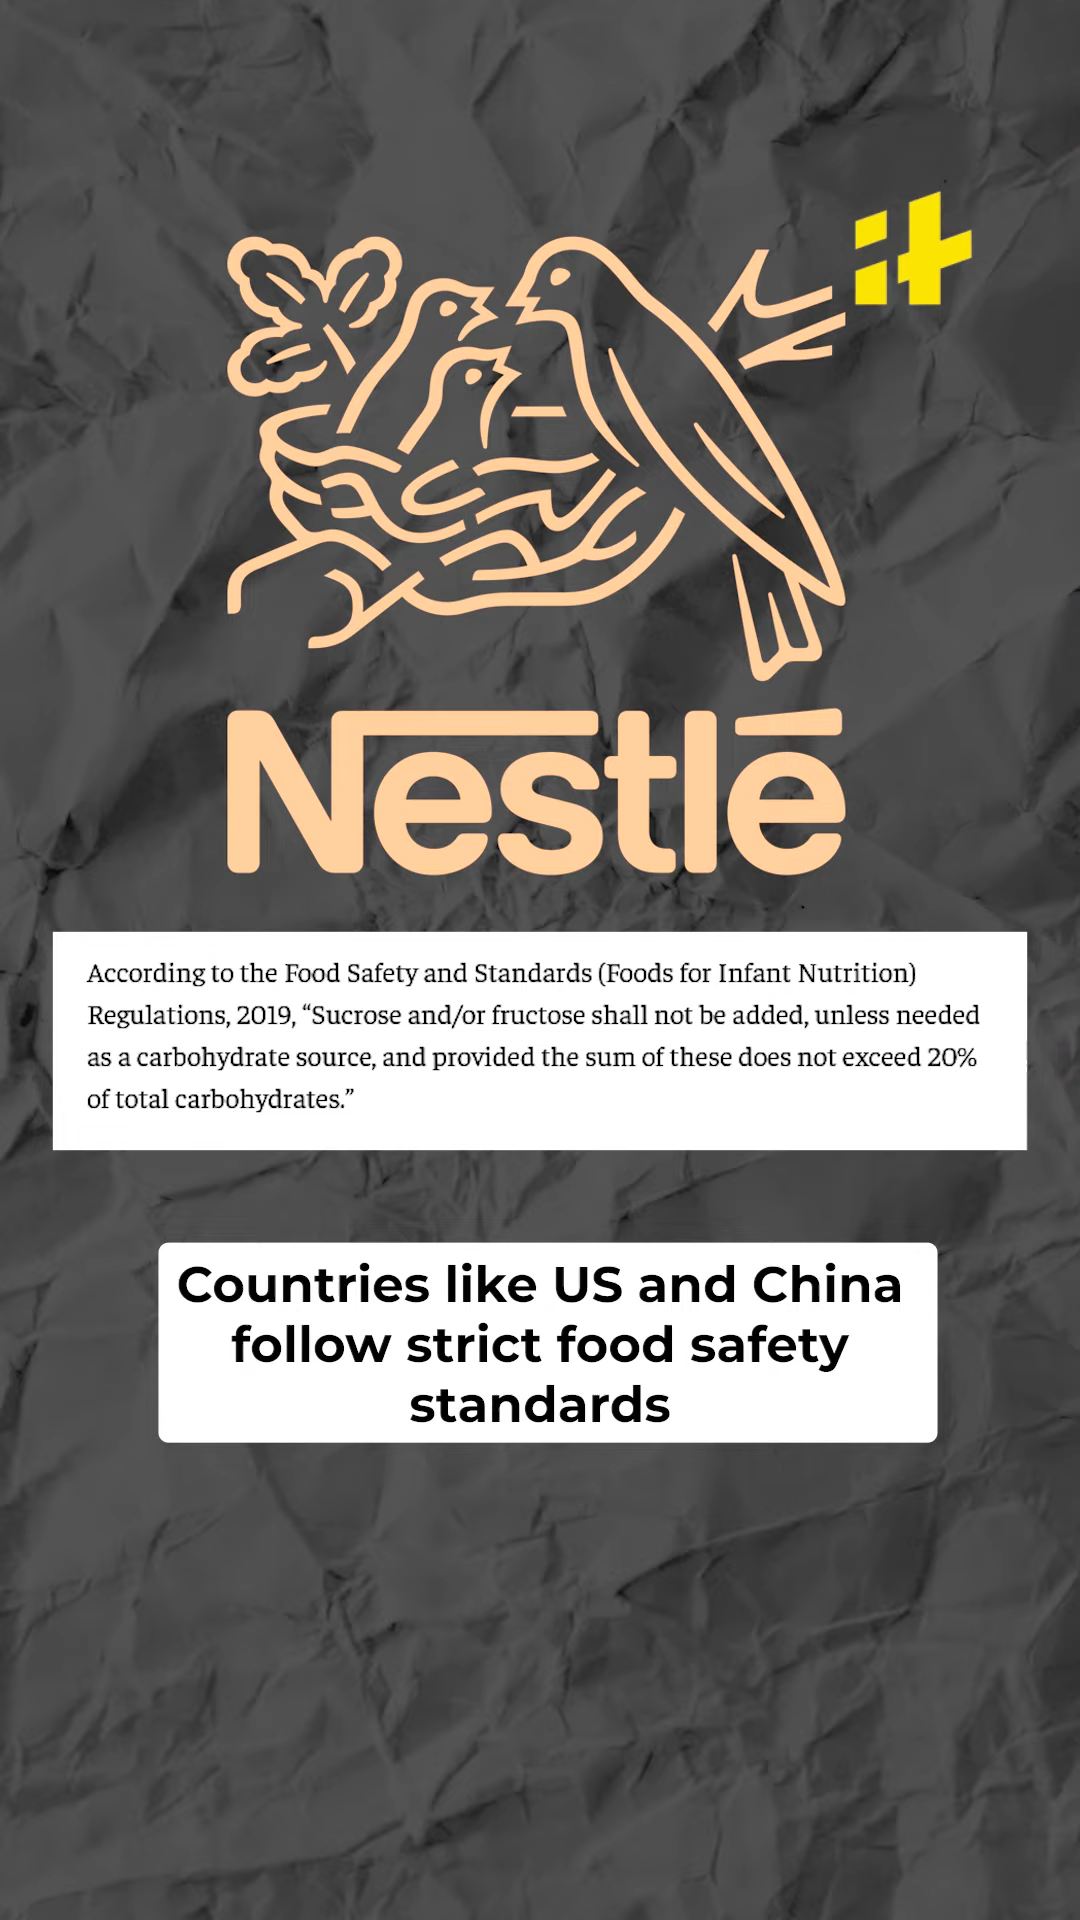 it
Nestlé
According to the Food Safety and Standards (Foods for Infant Nutrition)
Regulations, 2019, “Sucrose and/or fructose shall not be added, unless needed
as a carbohydrate source, and provided the sum of these does not exceed 20%
of total carbohydrates.”
Countries like US and China
follow strict food safety
standards